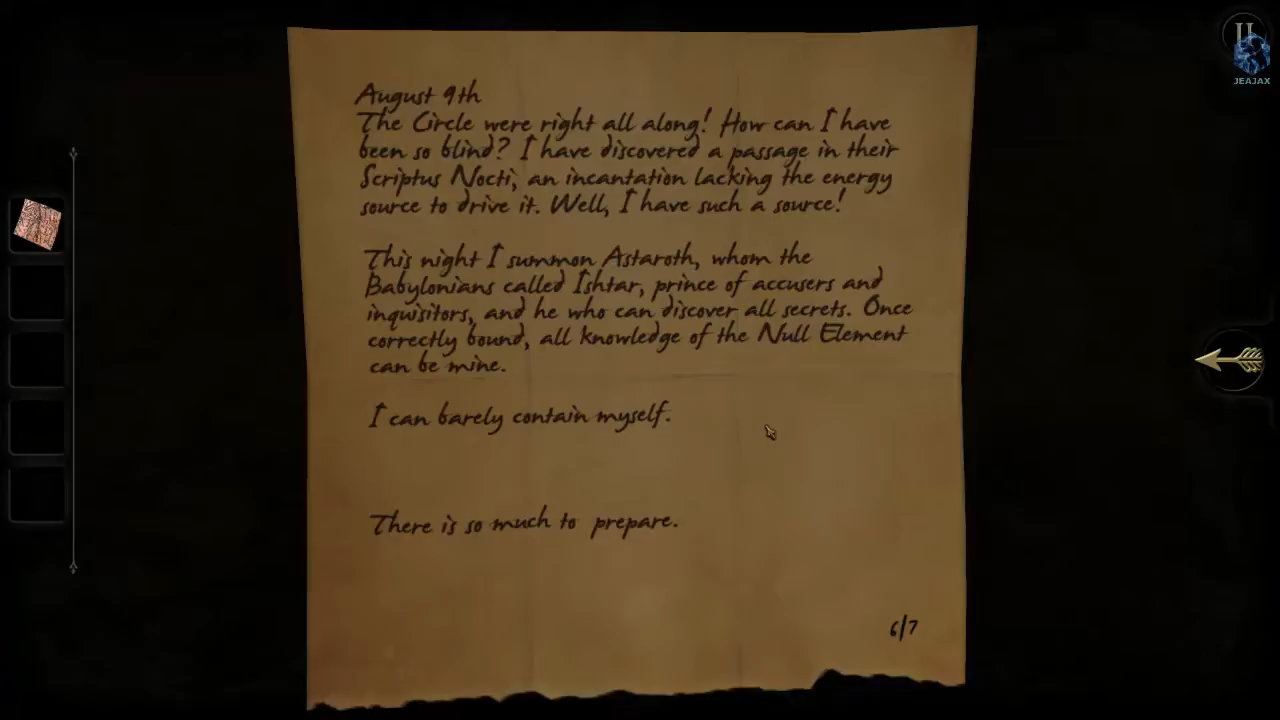 August 9th
The Circle were right all along! How can I have
been so blind? I have discovered a passage in their
Scriptus Nocti, an incantation lacking the energy
source to drive it. Well, I have such a source!
This night I summon Astaroth, whom the
Babylonians called Ishtar, prince of accusers and
inquisitors, and he who can discover all secrets. Once
correctly bound, all knowledge of the Null Element
can be mine.
I can barely contain myself.
There is so much to prepare.
6/7
JEAJAX